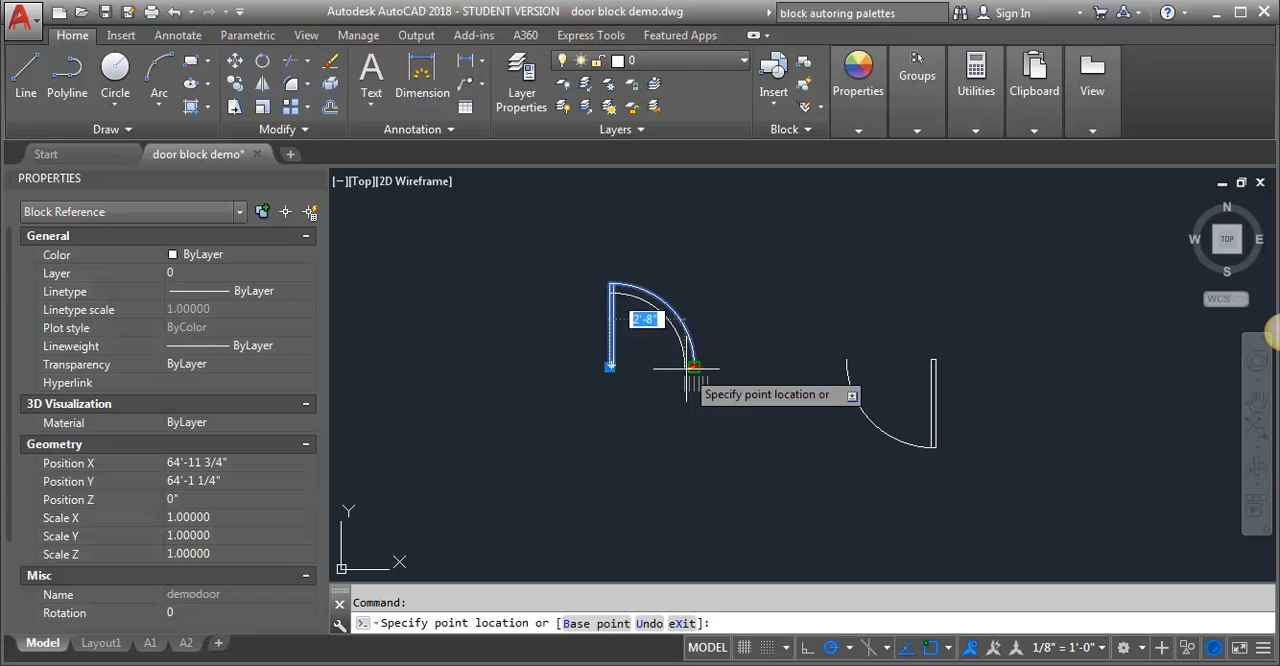 Autodesk AutoCAD 2018 - STUDENT VERSION door block demo.dwg
block autoring palettes
Sign In
Home Insert Annotate Parametric View Manage Output Add-ins A360 Express Tools Featured Apps
Line Polyline Circle Arc Text Dimension Layer Properties Insert Properties Groups Utilities Clipboard View
0
Draw Modify Annotation Layers Block
Start door block demo*
PROPERTIES
[−][Top][2D Wireframe]
Block Reference
General
Color ByLayer
Layer 0
Linetype ByLayer
Linetype scale 1.00000
Plot style ByColor
Lineweight ByLayer
Transparency ByLayer
Hyperlink
3D Visualization
Material ByLayer
Geometry
Position X 64'-11 3/4"
Position Y 64'-1 1/4"
Position Z 0"
Scale X 1.00000
Scale Y 1.00000
Scale Z 1.00000
Misc
Name demodoor
Rotation 0
N
W TOP E
S
WCS
2'-8"
Specify point location or
Y
X
Command:
Specify point location or [Base point Undo eXit]:
Model Layout1 A1 A2 +
MODEL
1/8" = 1'-0"